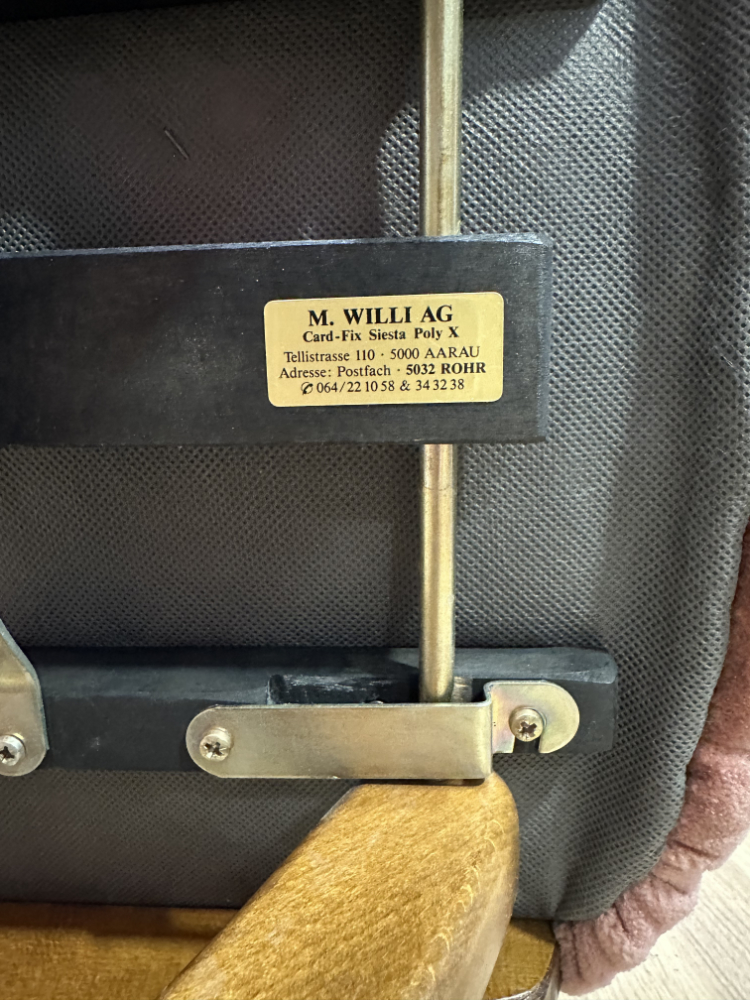 M. WILLI AG
Card-Fix Siesta Poly X
Tellistrasse 110 · 5000 AARAU
Adresse: Postfach · 5032 ROHR
✆ 064/22 10 58 & 34 32 38